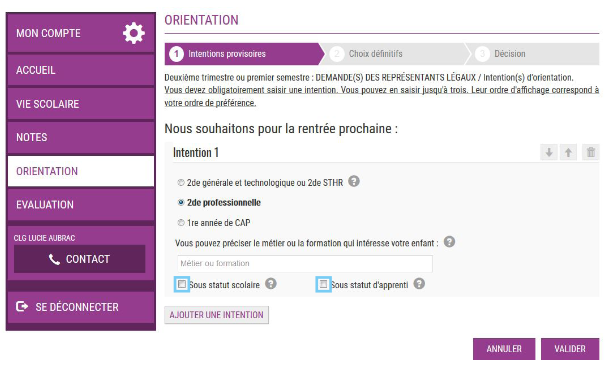 MON COMPTE
ACCUEIL
VIE SCOLAIRE
NOTES
ORIENTATION
EVALUATION
CLG LUCIE AUBRAC
CONTACT
SE DÉCONNECTER
ORIENTATION
1 Intentions provisoires
2 Choix définitifs
3 Décision
Deuxième trimestre ou premier semestre : DEMANDE(S) DES REPRÉSENTANTS LÉGAUX / Intention(s) d'orientation.
Vous devez obligatoirement saisir une intention. Vous pouvez en saisir jusqu'à trois. Leur ordre d'affichage correspond à
votre ordre de préférence.
Nous souhaitons pour la rentrée prochaine :
Intention 1
2de générale et technologique ou 2de STHR ?
2de professionnelle
1re année de CAP
Vous pouvez préciser le métier ou la formation qui intéresse votre enfant : ?
Métier ou formation
Sous statut scolaire ? Sous statut d'apprenti ?
AJOUTER UNE INTENTION
ANNULER VALIDER